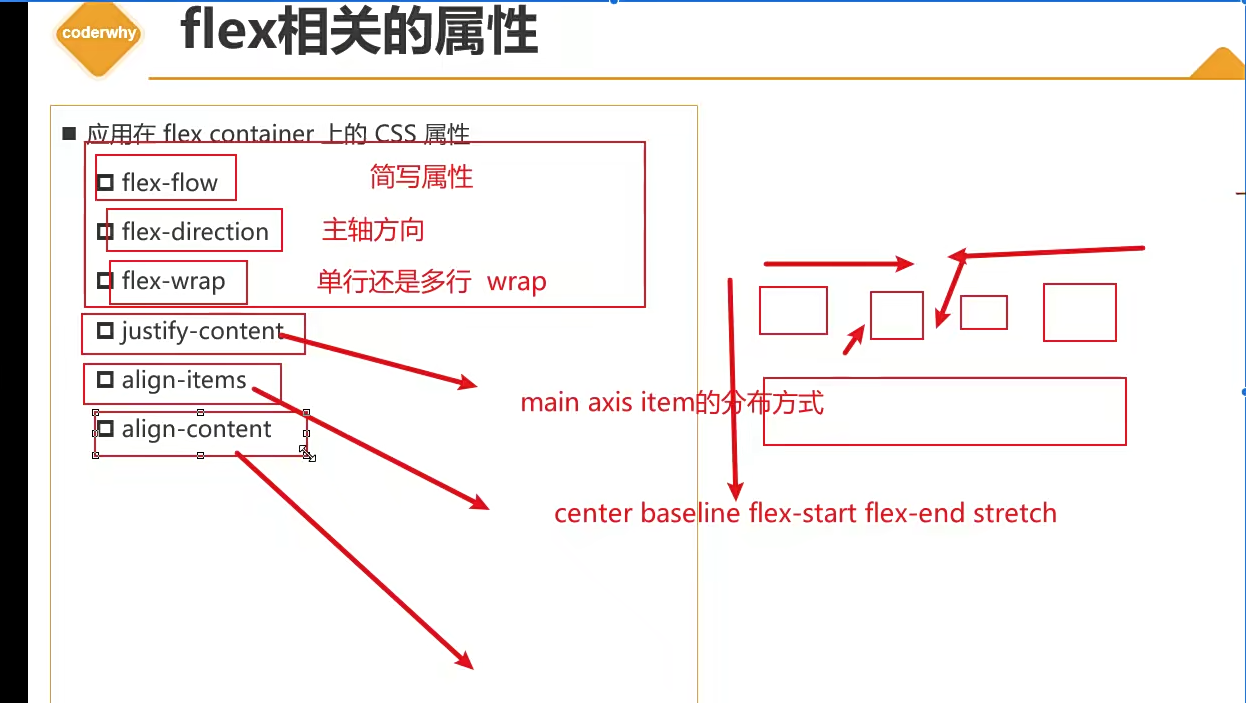 coderwhy
flex相关的属性
应用在 flex container 上的 CSS 属性
flex-flow 简写属性
flex-direction 主轴方向
flex-wrap 单行还是多行 wrap
justify-content
align-items
main axis item的分布方式
align-content
center baseline flex-start flex-end stretch